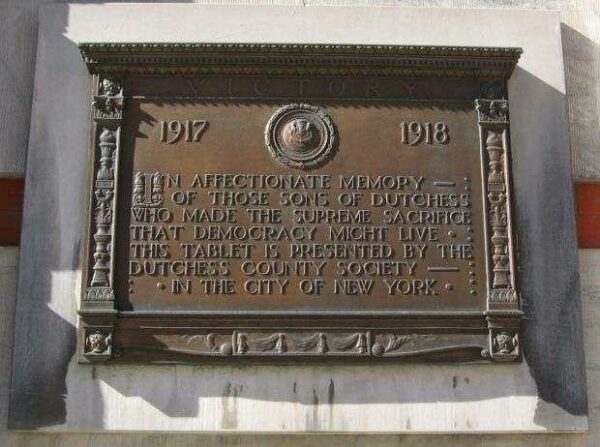 VICTORY
1917 1918
IN AFFECTIONATE MEMORY —
OF THOSE SONS OF DUTCHESS
WHO MADE THE SUPREME SACRIFICE
THAT DEMOCRACY MIGHT LIVE •
THIS TABLET IS PRESENTED BY THE
DUTCHESS COUNTY SOCIETY —
• IN THE CITY OF NEW YORK •